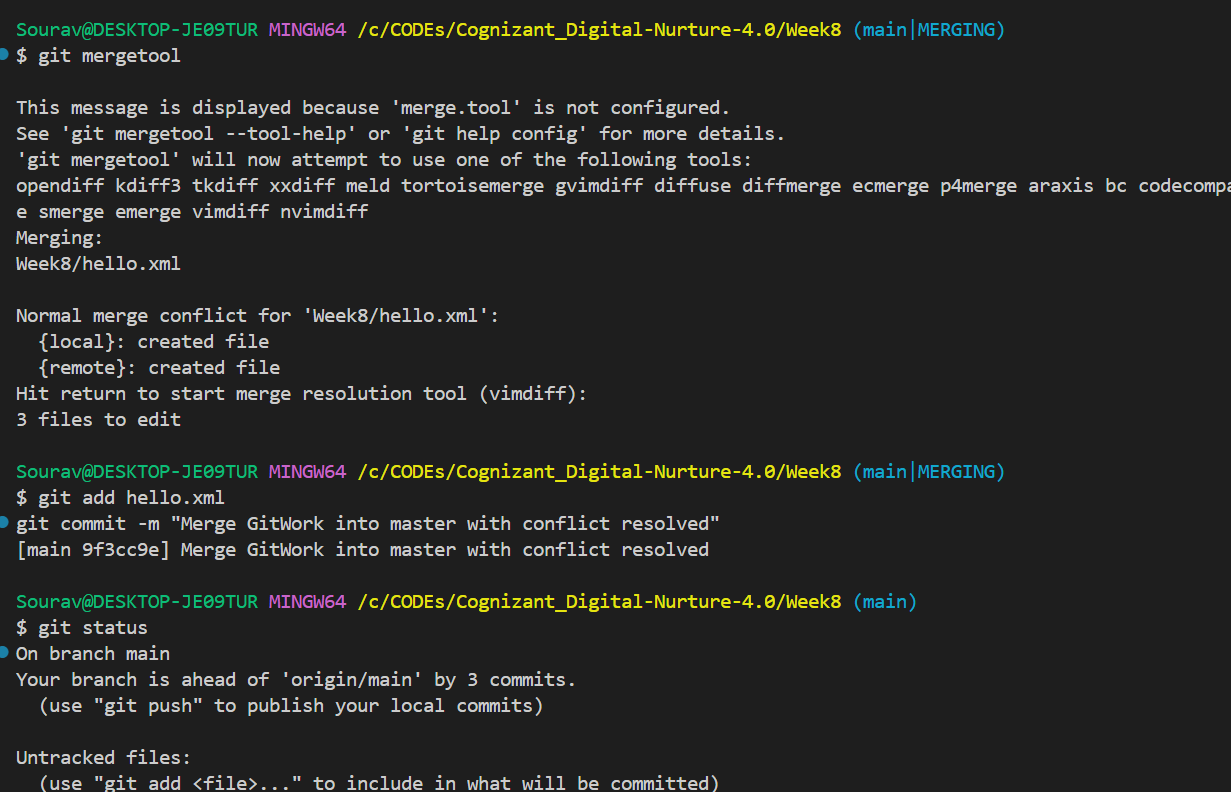 Sourav@DESKTOP-JE09TUR MINGW64 /c/CODEs/Cognizant_Digital-Nurture-4.0/Week8 (main|MERGING)
$ git mergetool
This message is displayed because 'merge.tool' is not configured.
See 'git mergetool --tool-help' or 'git help config' for more details.
'git mergetool' will now attempt to use one of the following tools:
opendiff kdiff3 tkdiff xxdiff meld tortoisemerge gvimdiff diffuse diffmerge ecmerge p4merge araxis bc codecompa
e smerge emerge vimdiff nvimdiff
Merging:
Week8/hello.xml
Normal merge conflict for 'Week8/hello.xml':
  {local}: created file
  {remote}: created file
Hit return to start merge resolution tool (vimdiff):
3 files to edit
Sourav@DESKTOP-JE09TUR MINGW64 /c/CODEs/Cognizant_Digital-Nurture-4.0/Week8 (main|MERGING)
$ git add hello.xml
git commit -m "Merge GitWork into master with conflict resolved"
[main 9f3cc9e] Merge GitWork into master with conflict resolved
Sourav@DESKTOP-JE09TUR MINGW64 /c/CODEs/Cognizant_Digital-Nurture-4.0/Week8 (main)
$ git status
On branch main
Your branch is ahead of 'origin/main' by 3 commits.
  (use "git push" to publish your local commits)
Untracked files:
  (use "git add <file>..." to include in what will be committed)